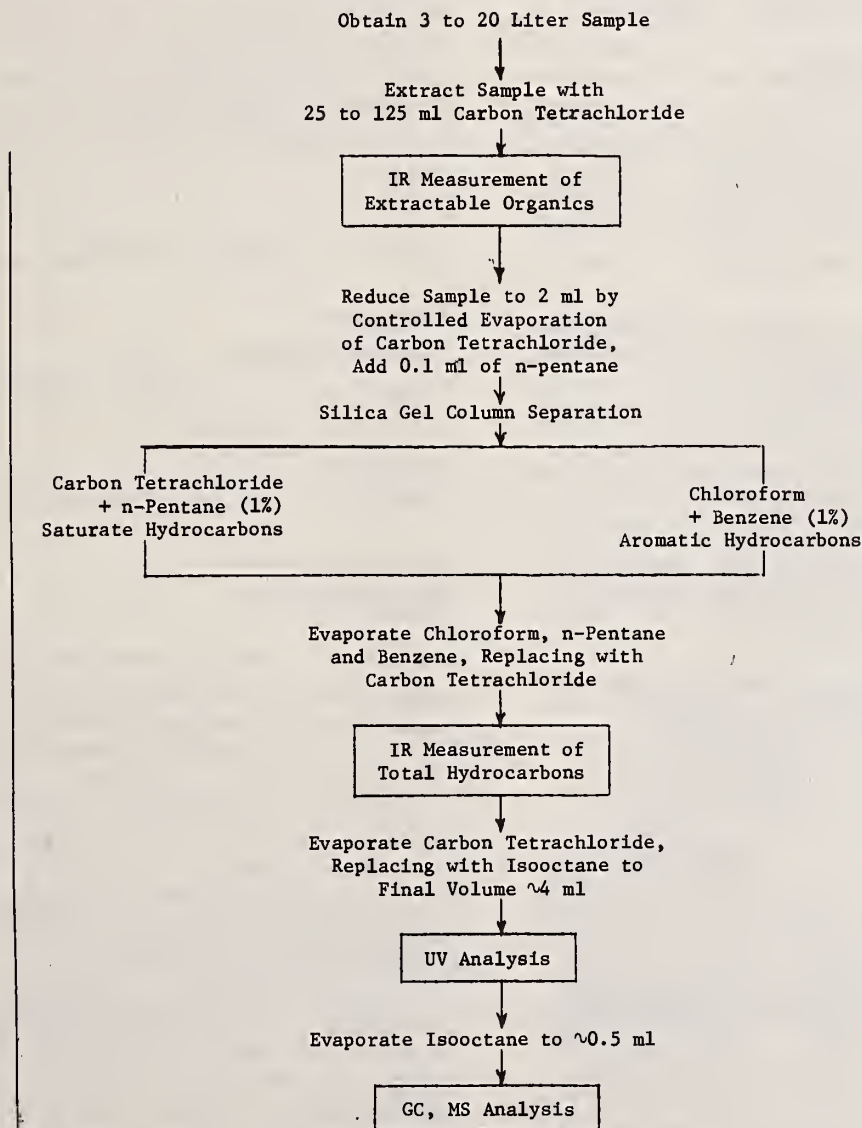 Obtain 3 to 20 Liter Sample
Extract Sample with
25 to 125 ml Carbon Tetrachloride
IR Measurement of
Extractable Organics
Reduce Sample to 2 ml by
Controlled Evaporation
of Carbon Tetrachloride,
Add 0.1 ml of n-pentane
Silica Gel Column Separation
Carbon Tetrachloride
+ n-Pentane (1%)
Saturate Hydrocarbons
Chloroform
+ Benzene (1%)
Aromatic Hydrocarbons
Evaporate Chloroform, n-Pentane
and Benzene, Replacing with
Carbon Tetrachloride
IR Measurement of
Total Hydrocarbons
Evaporate Carbon Tetrachloride,
Replacing with Isooctane to
Final Volume ~4 ml
UV Analysis
Evaporate Isooctane to ~0.5 ml
GC, MS Analysis